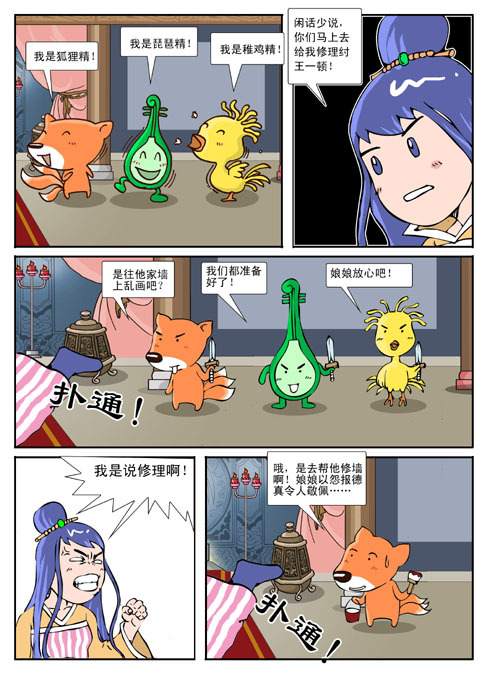 我是狐狸精！
我是琵琶精！
我是稚鸡精！
闲话少说，
你们马上去
给我修理纣
王一顿！
是往他家墙
上乱画吧？
我们都准备
好了！
娘娘放心吧！
扑通！
我是说修理啊！
哦，是去帮他修墙
啊！娘娘以怨报德
真令人敬佩……
扑通！